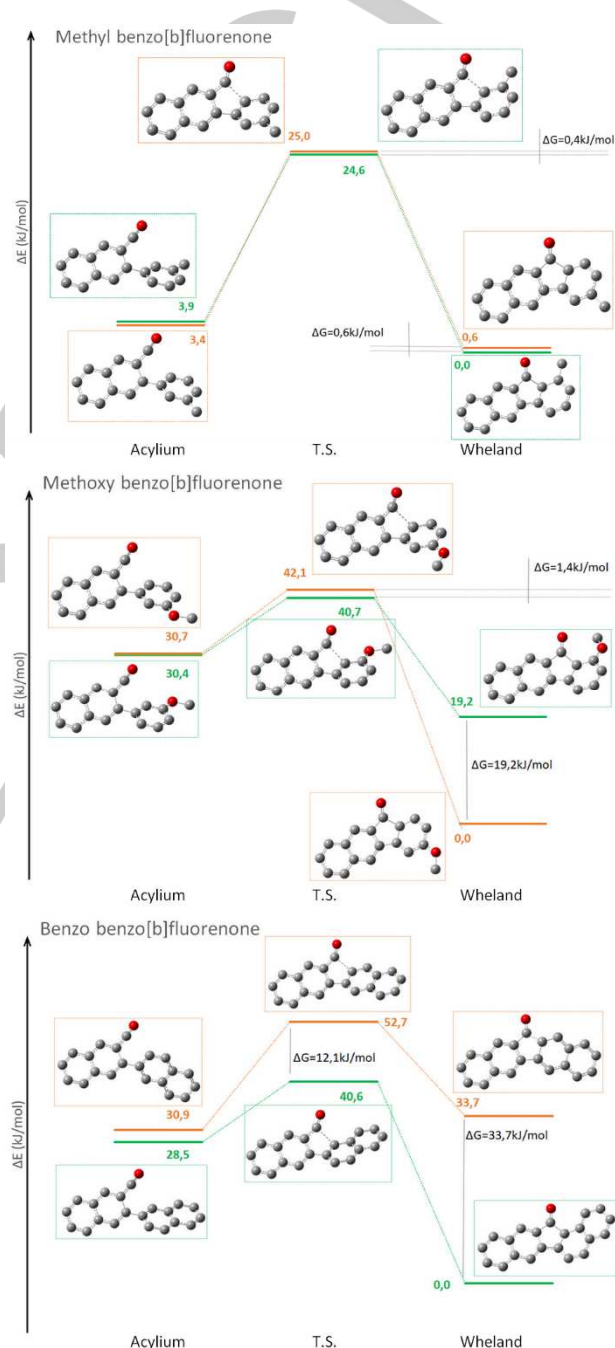 Methyl benzo[b]fluorenone
25,0
24,6
ΔG=0,4kJ/mol
ΔE (kJ/mol)
3,9
3,4
ΔG=0,6kJ/mol
0,6
0,0
Acylium T.S. Wheland
Methoxy benzo[b]fluorenone
42,1
40,7
ΔG=1,4kJ/mol
ΔE (kJ/mol)
30,7
30,4
19,2
ΔG=19,2kJ/mol
0,0
Acylium T.S. Wheland
Benzo benzo[b]fluorenone
52,7
ΔG=12,1kJ/mol
40,6
ΔE (kJ/mol)
30,9
28,5
33,7
ΔG=33,7kJ/mol
0,0
Acylium T.S. Wheland